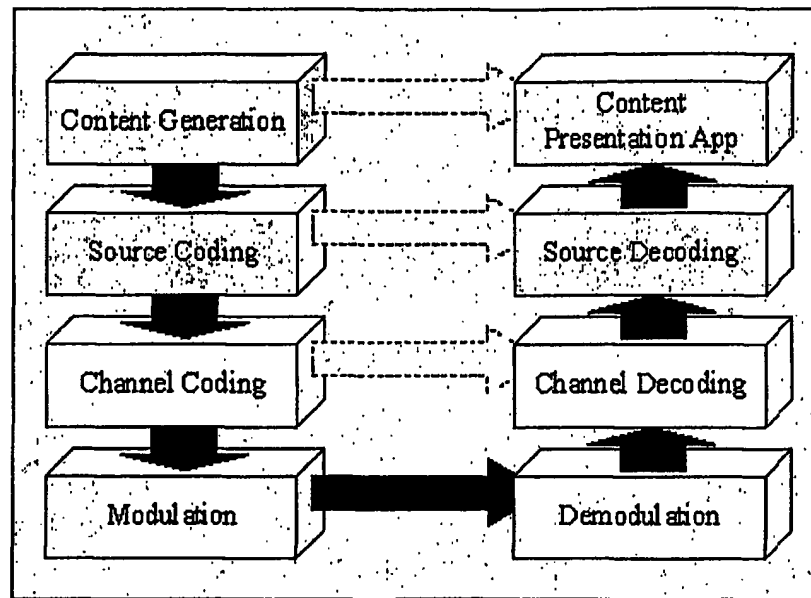 Content Generation
Content
Presentation App
Source Coding
Source Decoding
Channel Coding
Channel Decoding
Modulation
Demodulation